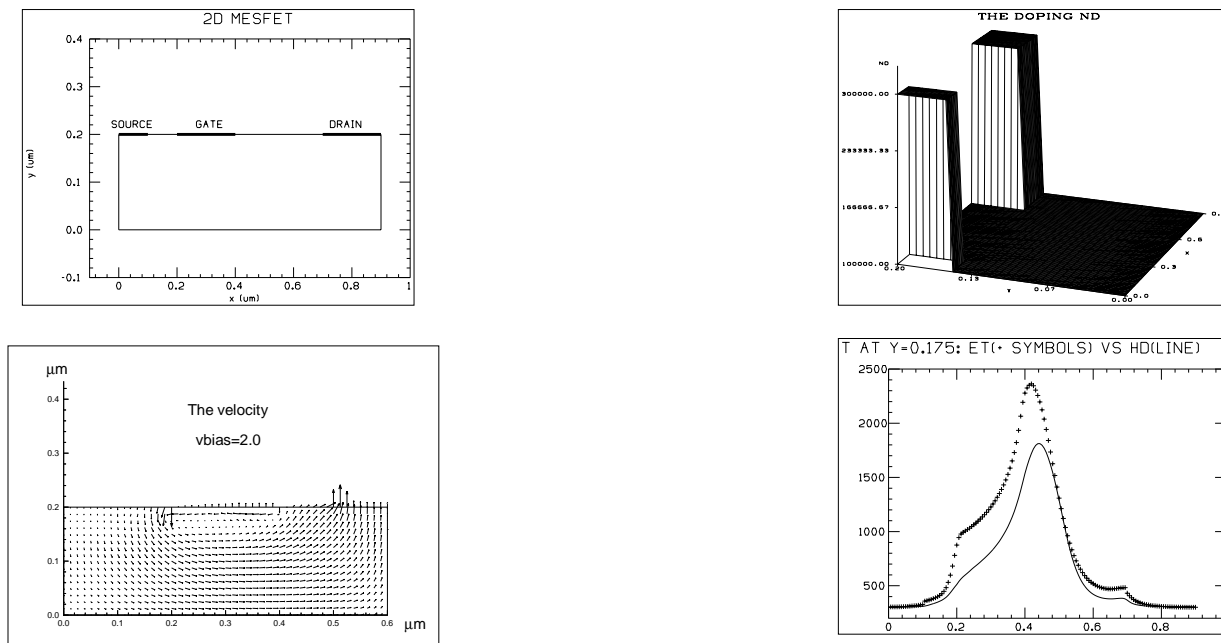 2D MESFET
0.4
0.3
0.2
0.1
0.0
-0.1
y (um)
SOURCE GATE DRAIN
0 0.2 0.4 0.6 0.8 1
x (um)
THE DOPING ND
ND
300000.00
233333.33
166666.67
100000.00
0.20 0.13 0.07 0.00
Y
0.0 0.3 0.6 0.
X
μm
0.4
0.3
0.2
0.1
0.0
The velocity
vbias=2.0
0.0 0.1 0.2 0.3 0.4 0.5 0.6
μm
T AT Y=0.175: ET(+ SYMBOLS) VS HD(LINE)
2500
2000
1500
1000
500
0 0.2 0.4 0.6 0.8